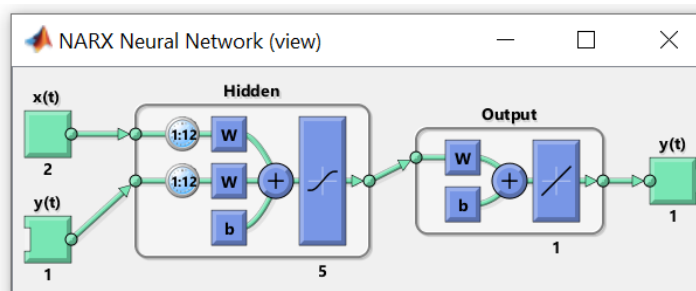 NARX Neural Network (view)
x(t)
2
y(t)
1
Hidden
1:12
W
1:12
W
b
+
5
Output
W
b
+
1
y(t)
1